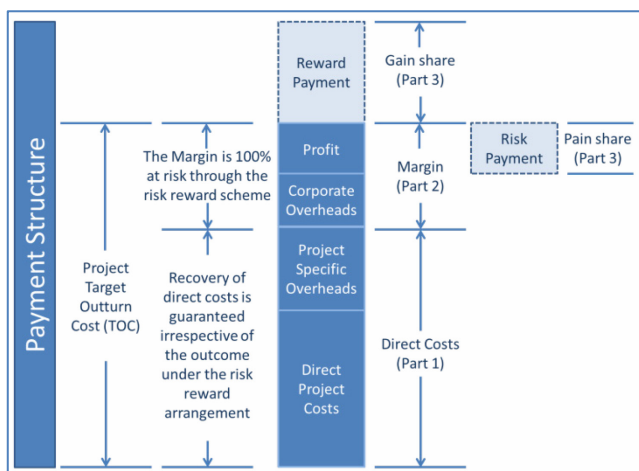 Payment Structure
Project
Target
Outturn
Cost (TOC)
The Margin is 100%
at risk through the
risk reward scheme
Recovery of
direct costs is
guaranteed
irrespective of
the outcome
under the risk
reward
arrangement
Reward
Payment
Profit
Corporate
Overheads
Project
Specific
Overheads
Direct
Project
Costs
Gain share
(Part 3)
Margin
(Part 2)
Direct Costs
(Part 1)
Risk
Payment
Pain share
(Part 3)